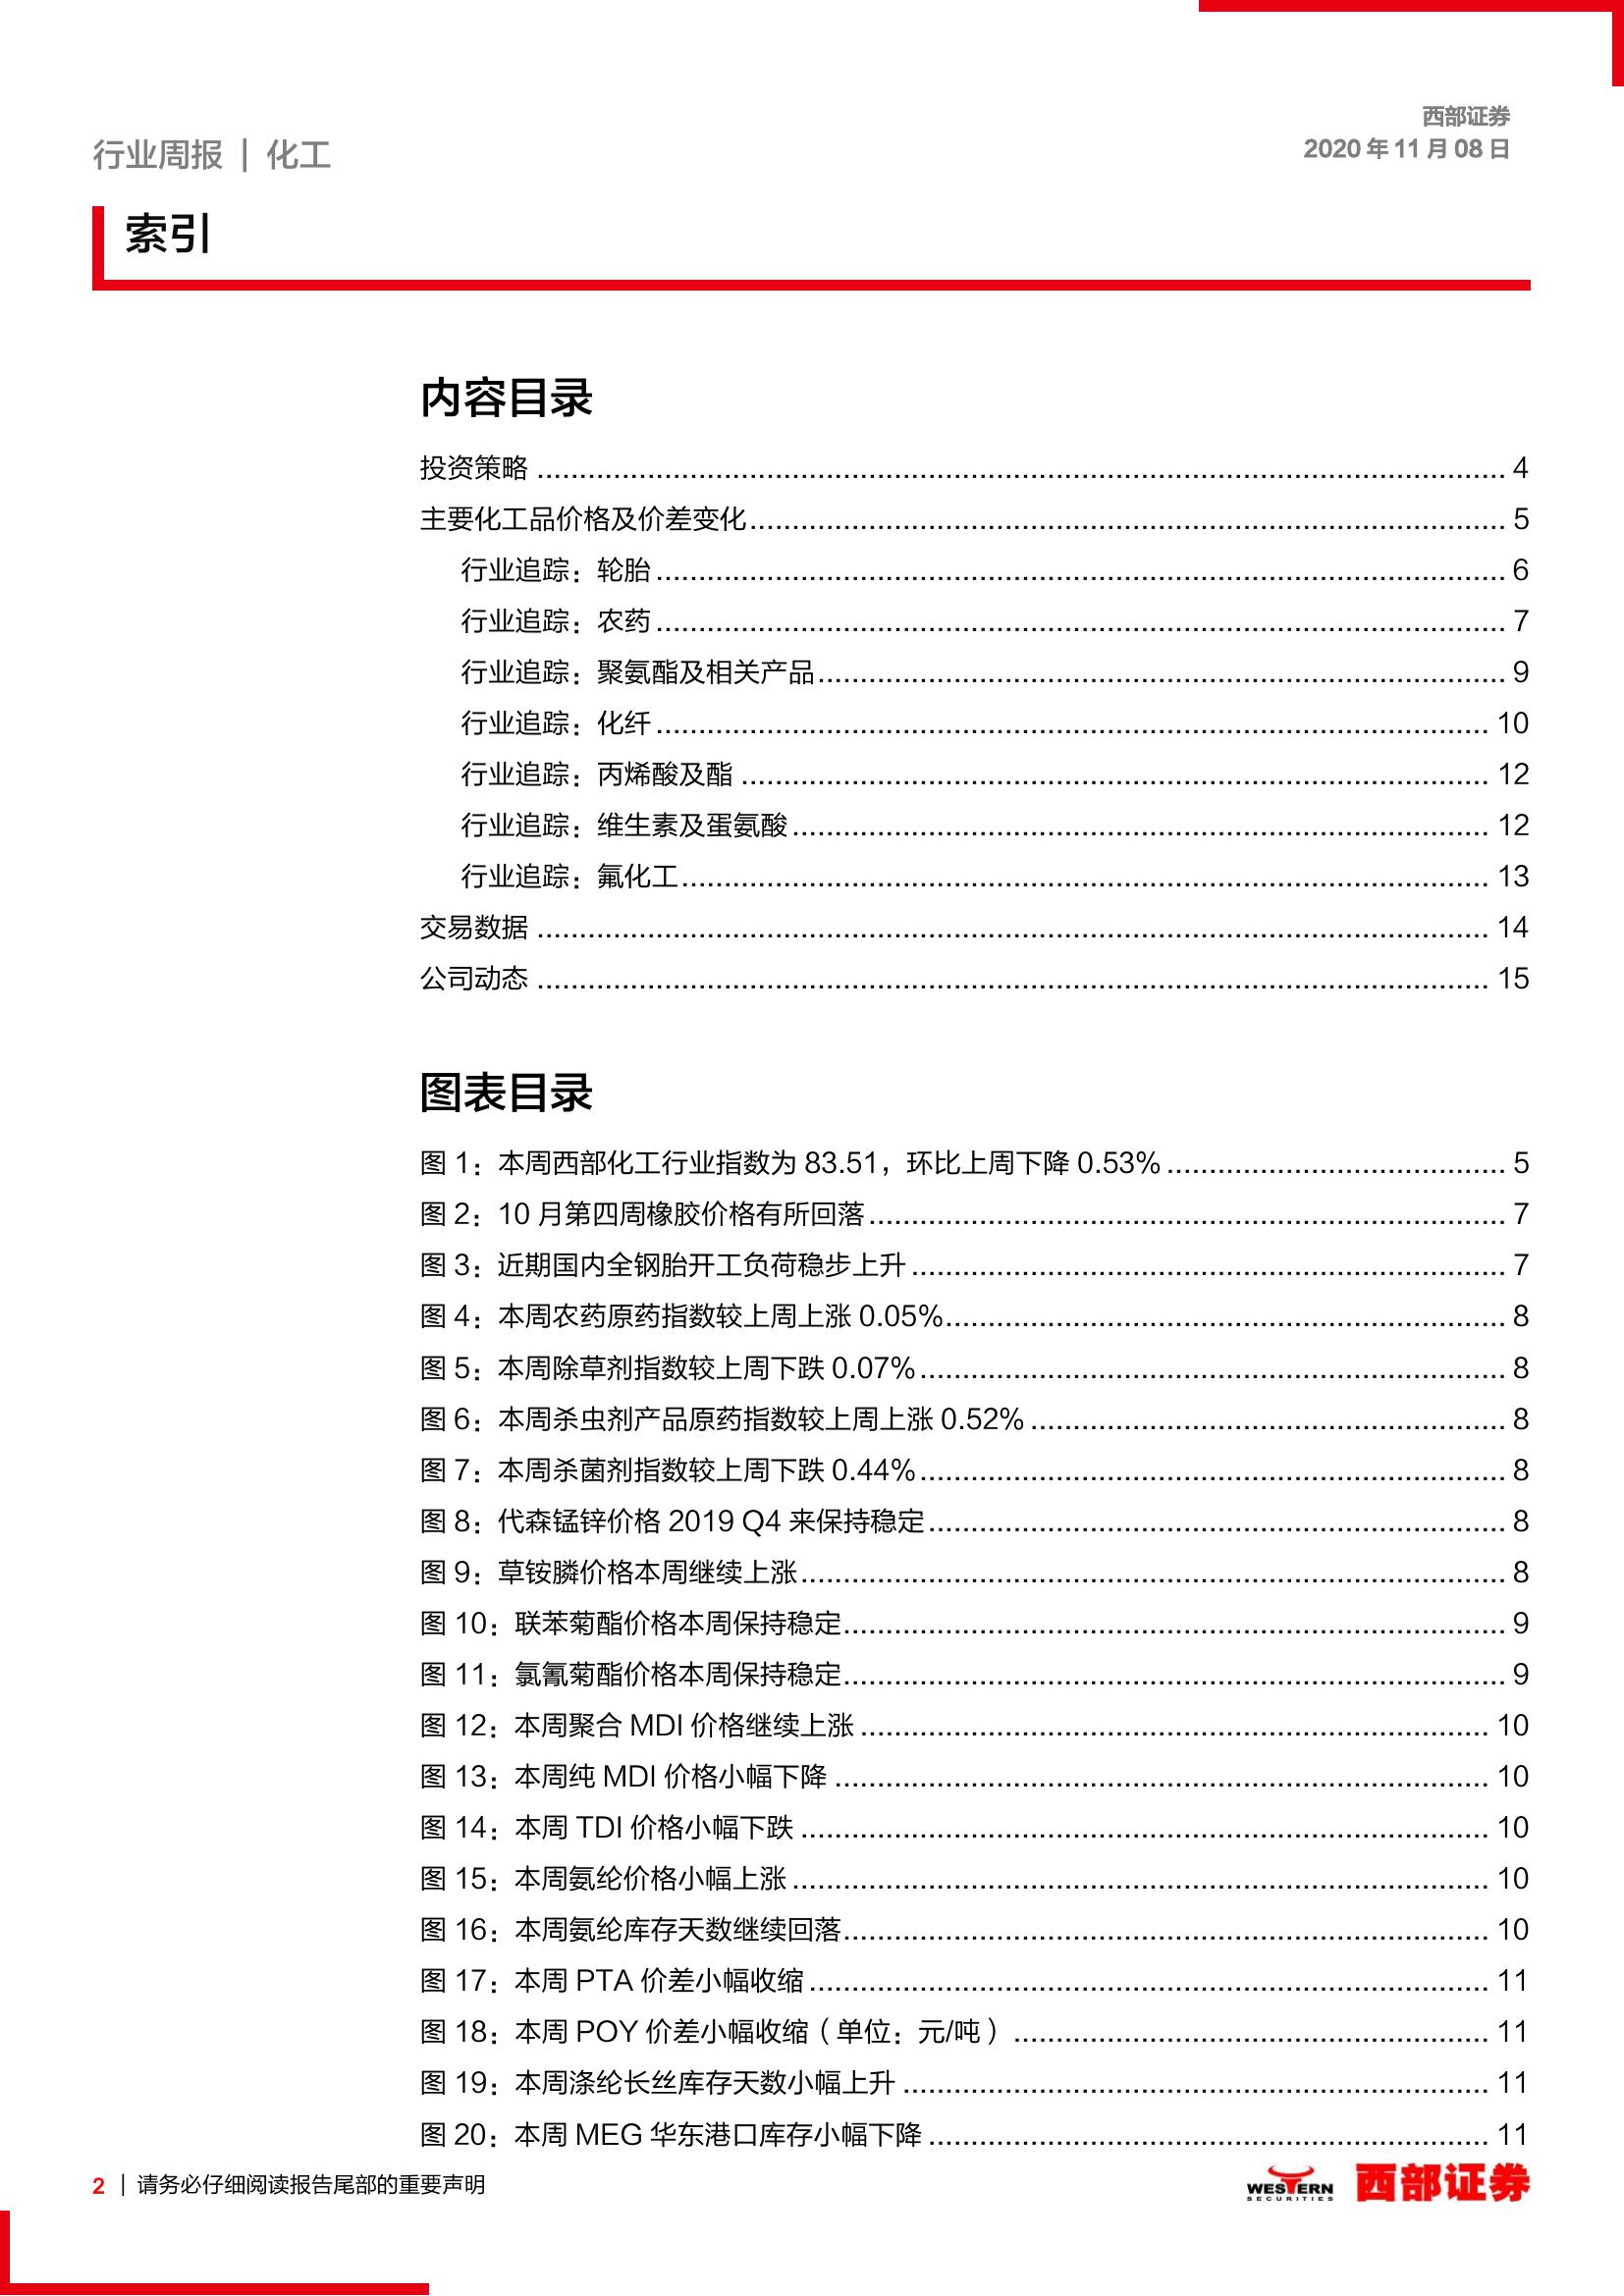 西部证券
行业周报 | 化工
2020 年 11 月 08 日
索引
内容目录
投资策略 ........ 4
主要化工品价格及价差变化 ........ 5
行业追踪：轮胎 ........ 6
行业追踪：农药 ........ 7
行业追踪：聚氨酯及相关产品 ........ 9
行业追踪：化纤 ........ 10
行业追踪：丙烯酸及酯 ........ 12
行业追踪：维生素及蛋氨酸 ........ 12
行业追踪：氟化工 ........ 13
交易数据 ........ 14
公司动态 ........ 15
图表目录
图 1：本周西部化工行业指数为 83.51，环比上周下降 0.53% ........ 5
图 2：10 月第四周橡胶价格有所回落 ........ 7
图 3：近期国内全钢胎开工负荷稳步上升 ........ 7
图 4：本周农药原药指数较上周上涨 0.05% ........ 8
图 5：本周除草剂指数较上周下跌 0.07% ........ 8
图 6：本周杀虫剂产品原药指数较上周上涨 0.52% ........ 8
图 7：本周杀菌剂指数较上周下跌 0.44% ........ 8
图 8：代森锰锌价格 2019 Q4 来保持稳定 ........ 8
图 9：草铵膦价格本周继续上涨 ........ 8
图 10：联苯菊酯价格本周保持稳定 ........ 9
图 11：氯氰菊酯价格本周保持稳定 ........ 9
图 12：本周聚合 MDI 价格继续上涨 ........ 10
图 13：本周纯 MDI 价格小幅下降 ........ 10
图 14：本周 TDI 价格小幅下跌 ........ 10
图 15：本周氨纶价格小幅上涨 ........ 10
图 16：本周氨纶库存天数继续回落 ........ 10
图 17：本周 PTA 价差小幅收缩 ........ 11
图 18：本周 POY 价差小幅收缩（单位：元/吨） ........ 11
图 19：本周涤纶长丝库存天数小幅上升 ........ 11
图 20：本周 MEG 华东港口库存小幅下降 ........ 11
2 | 请务必仔细阅读报告尾部的重要声明
WESTERN
SECURITIES
西部证券